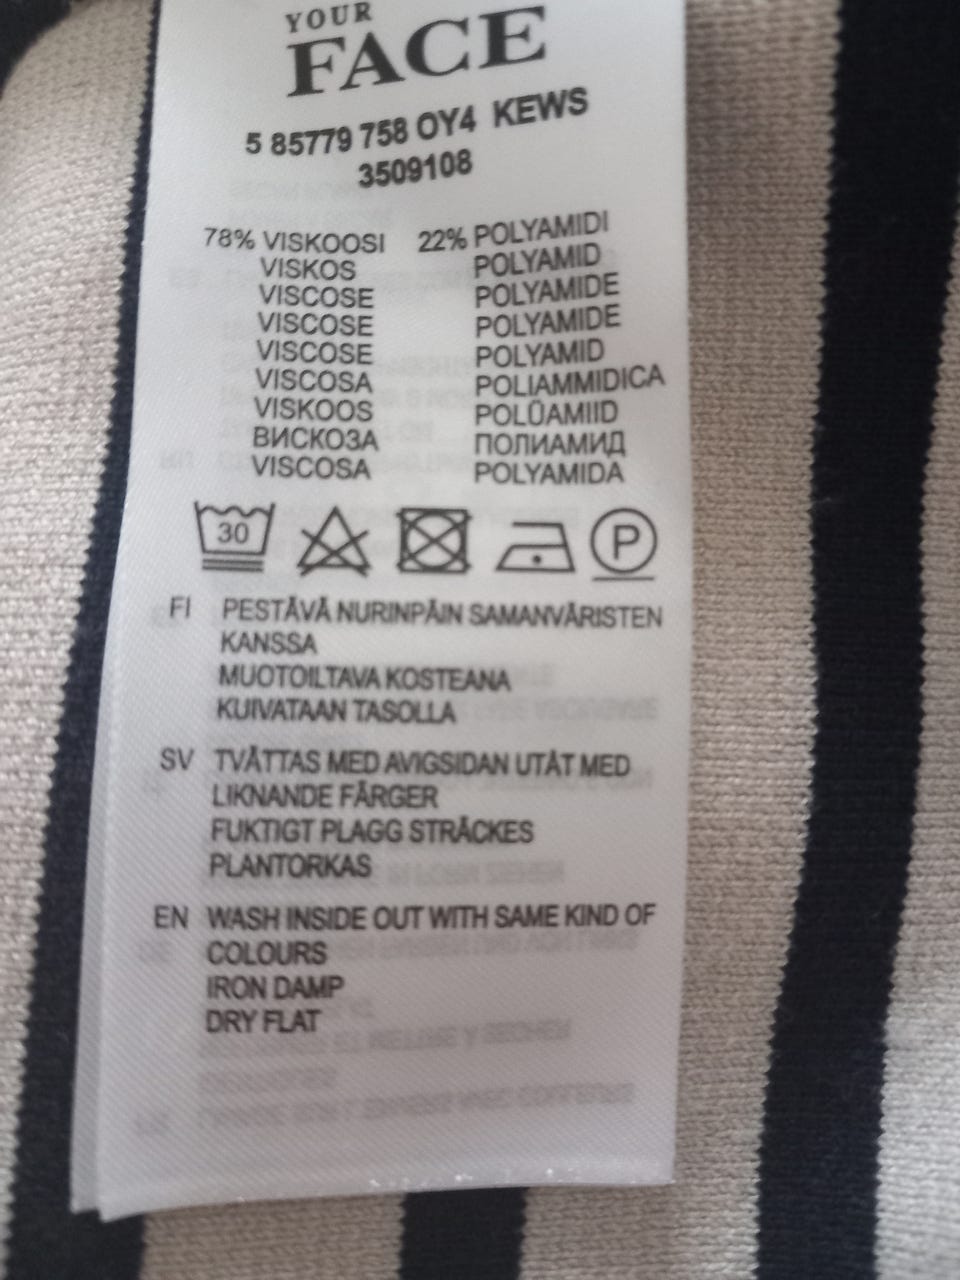 YOUR
FACE
5 85779 758 OY4 KEWS
3509108
78% VISKOOSI 22% POLYAMIDI
VISKOS POLYAMID
VISCOSE POLYAMIDE
VISCOSE POLYAMIDE
VISCOSE POLYAMID
VISCOSA POLIAMMIDICA
VISKOOS POLÜAMIID
ВИСКОЗА ПОЛИАМИД
VISCOSA POLYAMIDA
30 P
FI PESTÄVÄ NURINPÄIN SAMANVÄRISTEN
KANSSA
MUOTOILTAVA KOSTEANA
KUIVATAAN TASOLLA
SV TVÄTTAS MED AVIGSIDAN UTÅT MED
LIKNANDE FÄRGER
FUKTIGT PLAGG STRÄCKES
PLANTORKAS
EN WASH INSIDE OUT WITH SAME KIND OF
COLOURS
IRON DAMP
DRY FLAT